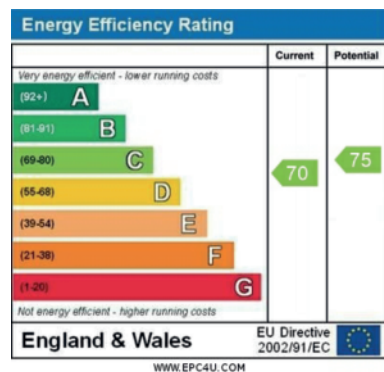 Energy Efficiency Rating
Current Potential
Very energy efficient - lower running costs
(92+) A
(81-91) B
(69-80) C
(55-68) D
(39-54) E
(21-38) F
(1-20) G
70
75
Not energy efficient - higher running costs
England & Wales
EU Directive
2002/91/EC
WWW.EPC4U.COM